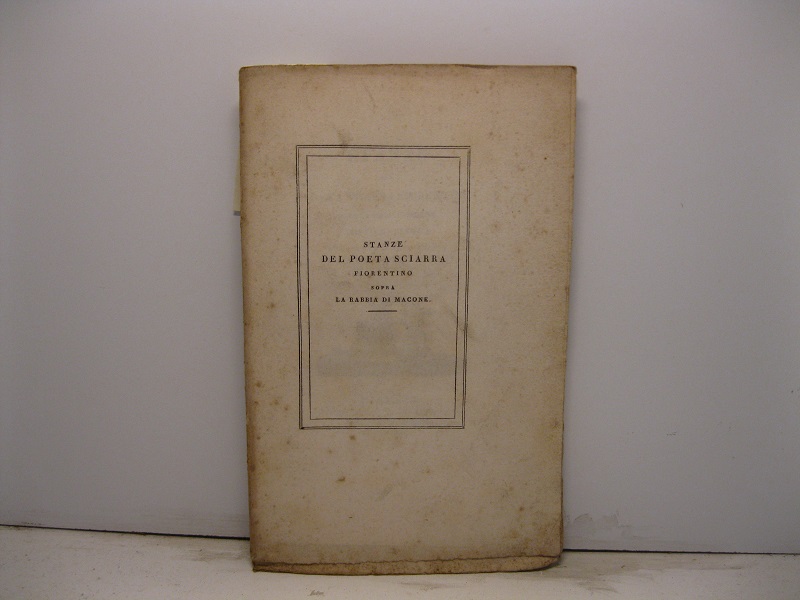 STANZE
DEL POETA SCIARRA
FIORENTINO
SOPRA
LA RABBIA DI MACONE.